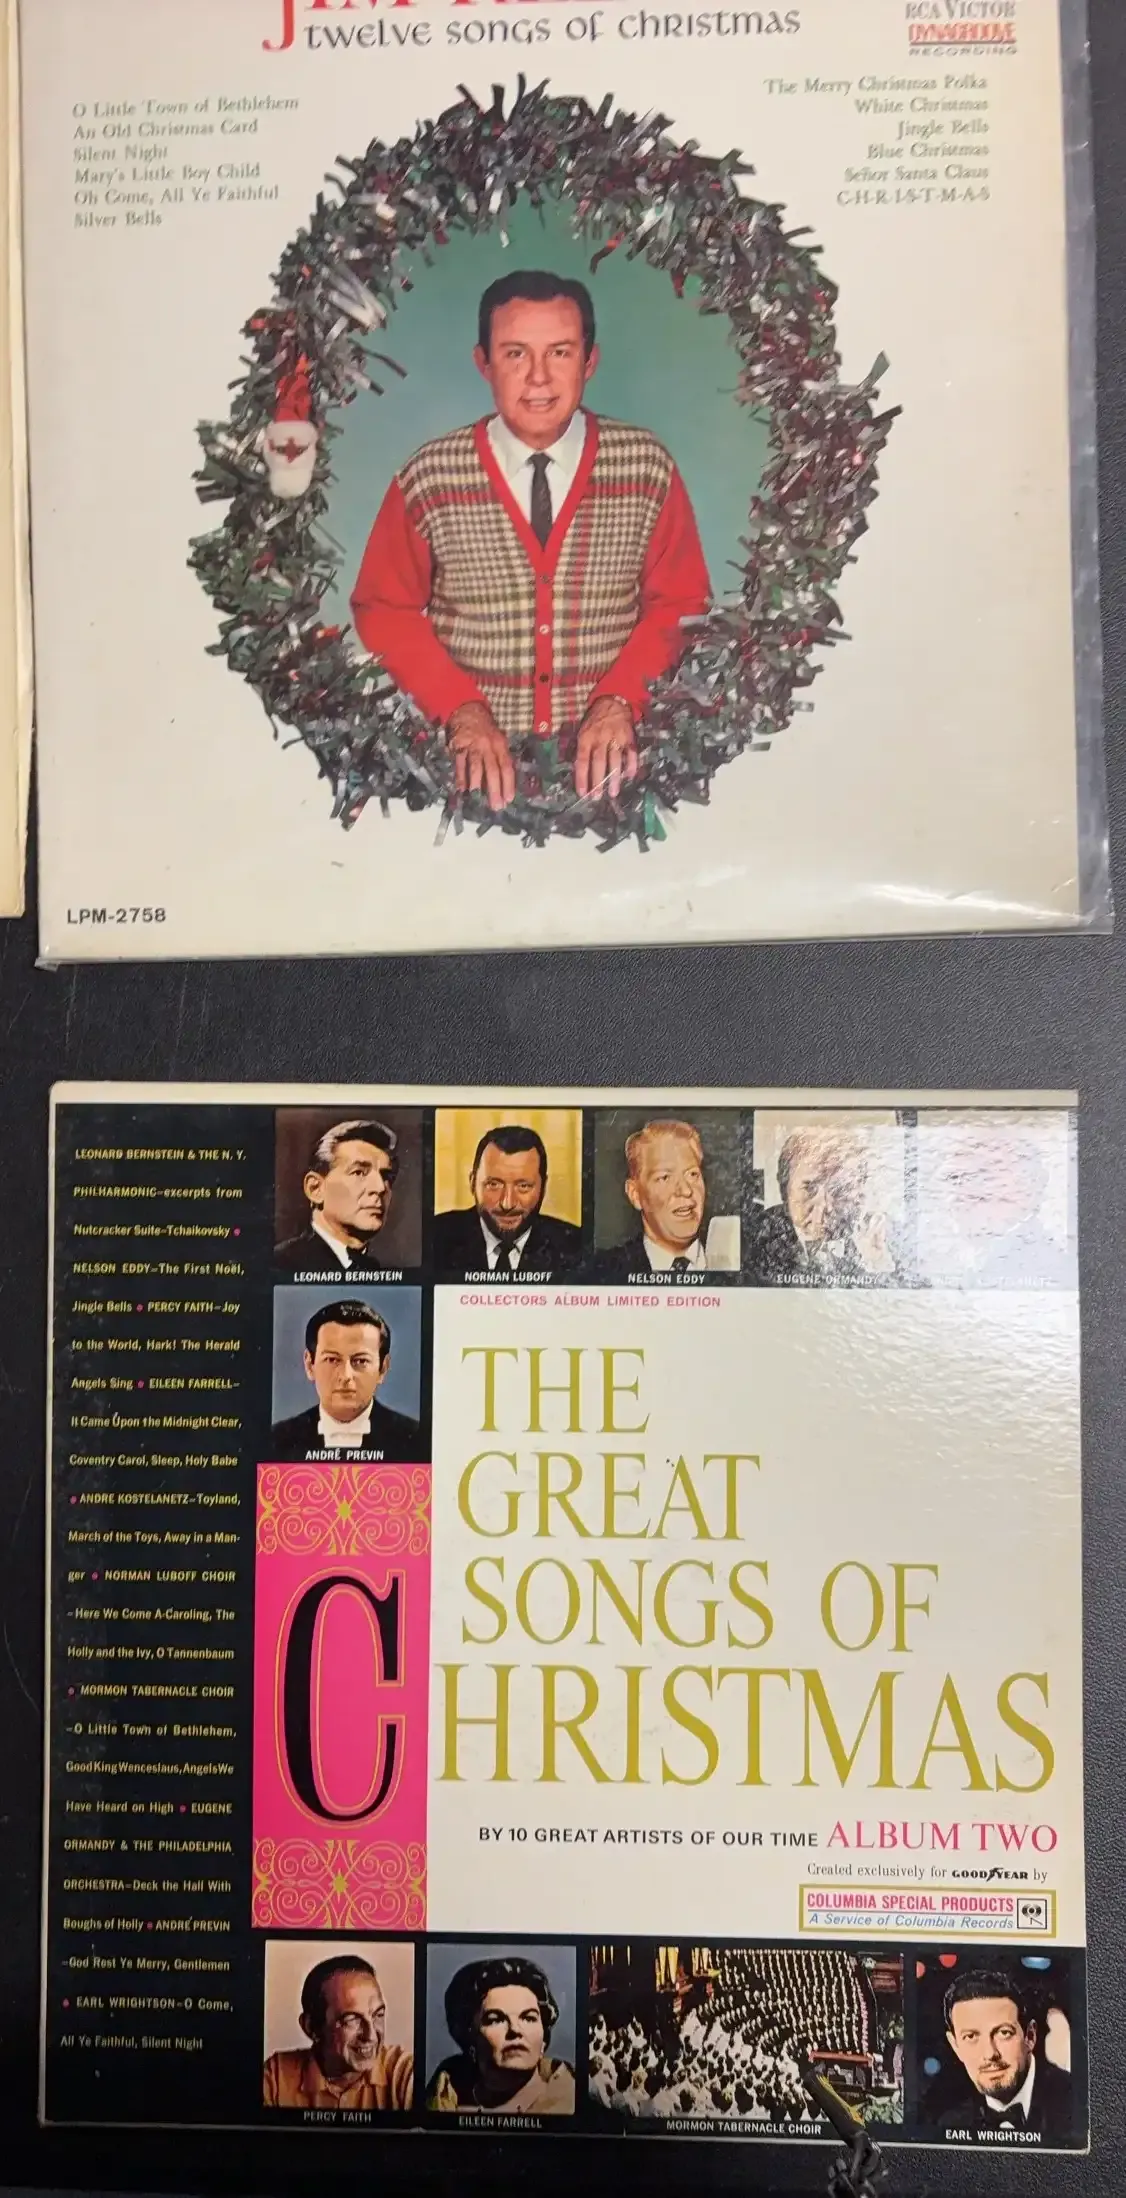 twelve songs of christmas
RCA VICTOR
DYNAGROOVE
RECORDING
O Little Town of Bethlehem
An Old Christmas Card
Silent Night
Mary's Little Boy Child
Oh Come, All Ye Faithful
Silver Bells
The Merry Christmas Polka
White Christmas
Jingle Bells
Blue Christmas
Señor Santa Claus
C-H-R-I-S-T-M-A-S
LPM-2758
LEONARD BERNSTEIN & THE N. Y.
PHILHARMONIC–excerpts from
Nutcracker Suite–Tchaikovsky •
NELSON EDDY–The First Noël,
Jingle Bells • PERCY FAITH–Joy
to the World, Hark! The Herald
Angels Sing • EILEEN FARRELL–
It Came Upon the Midnight Clear,
Coventry Carol, Sleep, Holy Babe
• ANDRE KOSTELANETZ–Toyland,
March of the Toys, Away in a Man-
ger • NORMAN LUBOFF CHOIR
–Here We Come A-Caroling, The
Holly and the Ivy, O Tannenbaum
• MORMON TABERNACLE CHOIR
–O Little Town of Bethlehem,
Good King Wenceslaus, Angels We
Have Heard on High • EUGENE
ORMANDY & THE PHILADELPHIA
ORCHESTRA–Deck the Hall With
Boughs of Holly • ANDRÉ PREVIN
–God Rest Ye Merry, Gentlemen
• EARL WRIGHTSON–O Come,
All Ye Faithful, Silent Night
LEONARD BERNSTEIN
NORMAN LUBOFF
NELSON EDDY
EUGENE ORMANDY
ANDRÉ PREVIN
COLLECTORS ALBUM LIMITED EDITION
THE
GREAT
SONGS OF
CHRISTMAS
BY 10 GREAT ARTISTS OF OUR TIME ALBUM TWO
Created exclusively for GOODYEAR by
COLUMBIA SPECIAL PRODUCTS
A Service of Columbia Records
PERCY FAITH
EILEEN FARRELL
MORMON TABERNACLE CHOIR
EARL WRIGHTSON